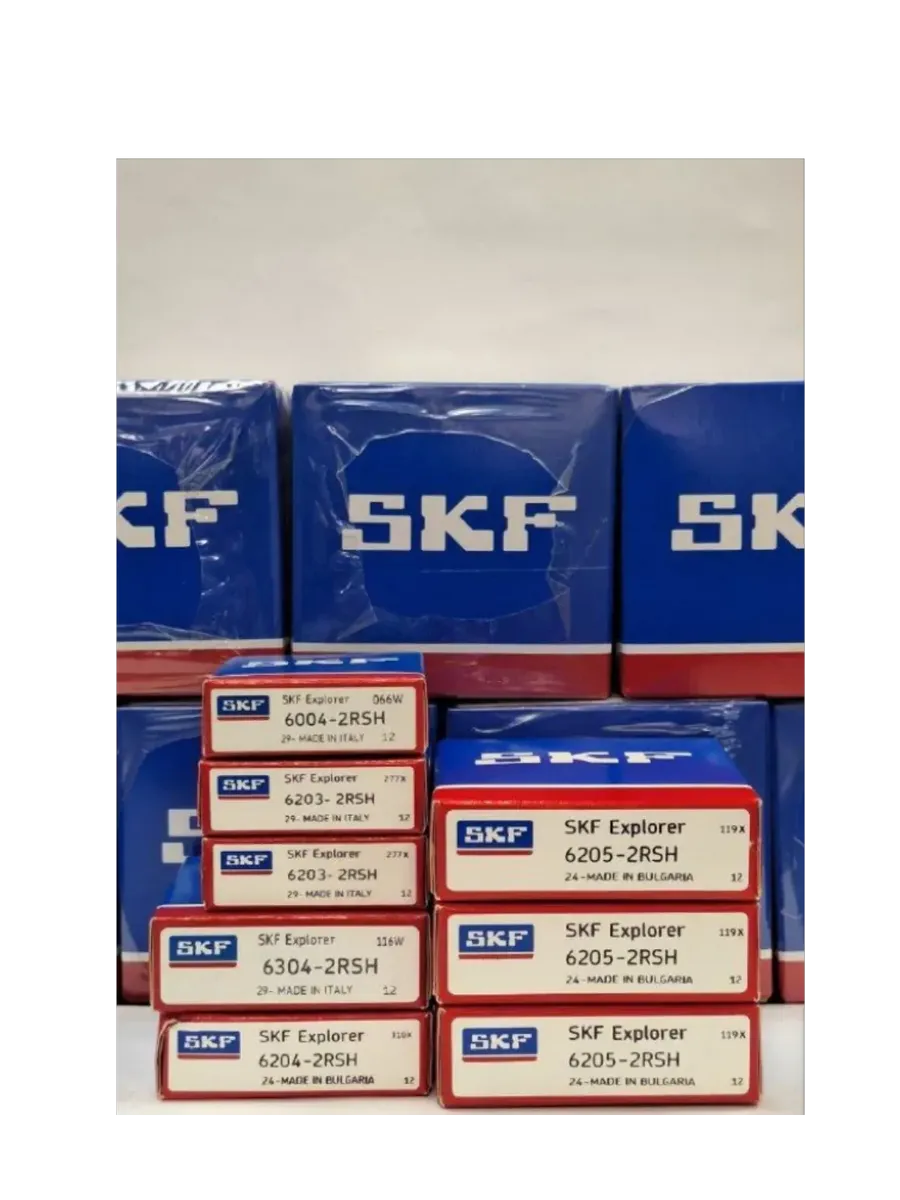 KF
SKF
SK
SKF
SKF
SKF Explorer 066W
6004-2RSH
29- MADE IN ITALY 12
SKF
SKF Explorer 277X
6203- 2RSH
29- MADE IN ITALY 12
SKF
SKF Explorer 277X
6203- 2RSH
29- MADE IN ITALY 12
SKF
SKF Explorer 116W
6304-2RSH
29- MADE IN ITALY 12
SKF
SKF Explorer
6204-2RSH
24-MADE IN BULGARIA 12
SKF
SKF
SKF Explorer 119X
6205-2RSH
24-MADE IN BULGARIA 12
SKF
SKF Explorer 119X
6205-2RSH
24-MADE IN BULGARIA 12
SKF
SKF Explorer 119X
6205-2RSH
24-MADE IN BULGARIA 12